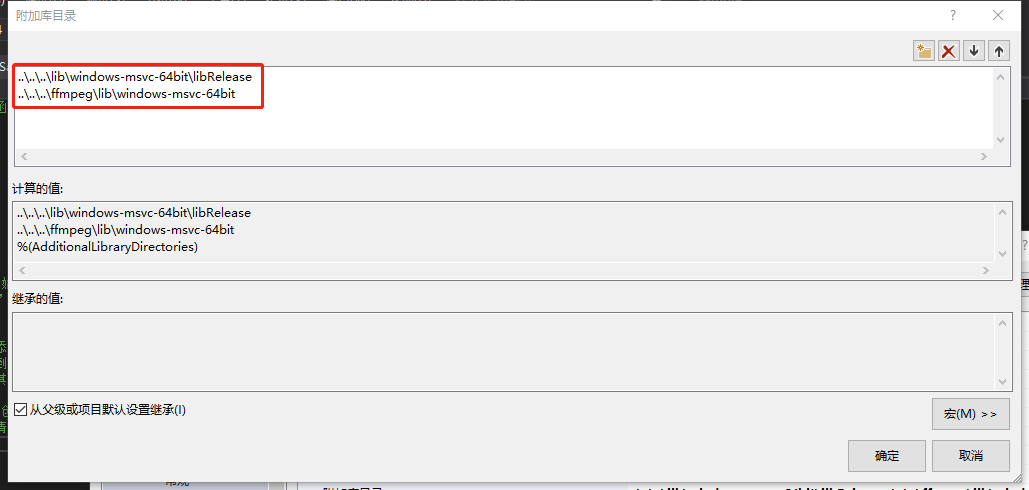 附加库目录
..\..\..\lib\windows-msvc-64bit\libRelease
..\..\..\ffmpeg\lib\windows-msvc-64bit
计算的值:
..\..\..\lib\windows-msvc-64bit\libRelease
..\..\..\ffmpeg\lib\windows-msvc-64bit
%(AdditionalLibraryDirectories)
继承的值:
从父级或项目默认设置继承(I)
宏(M) >>
确定
取消